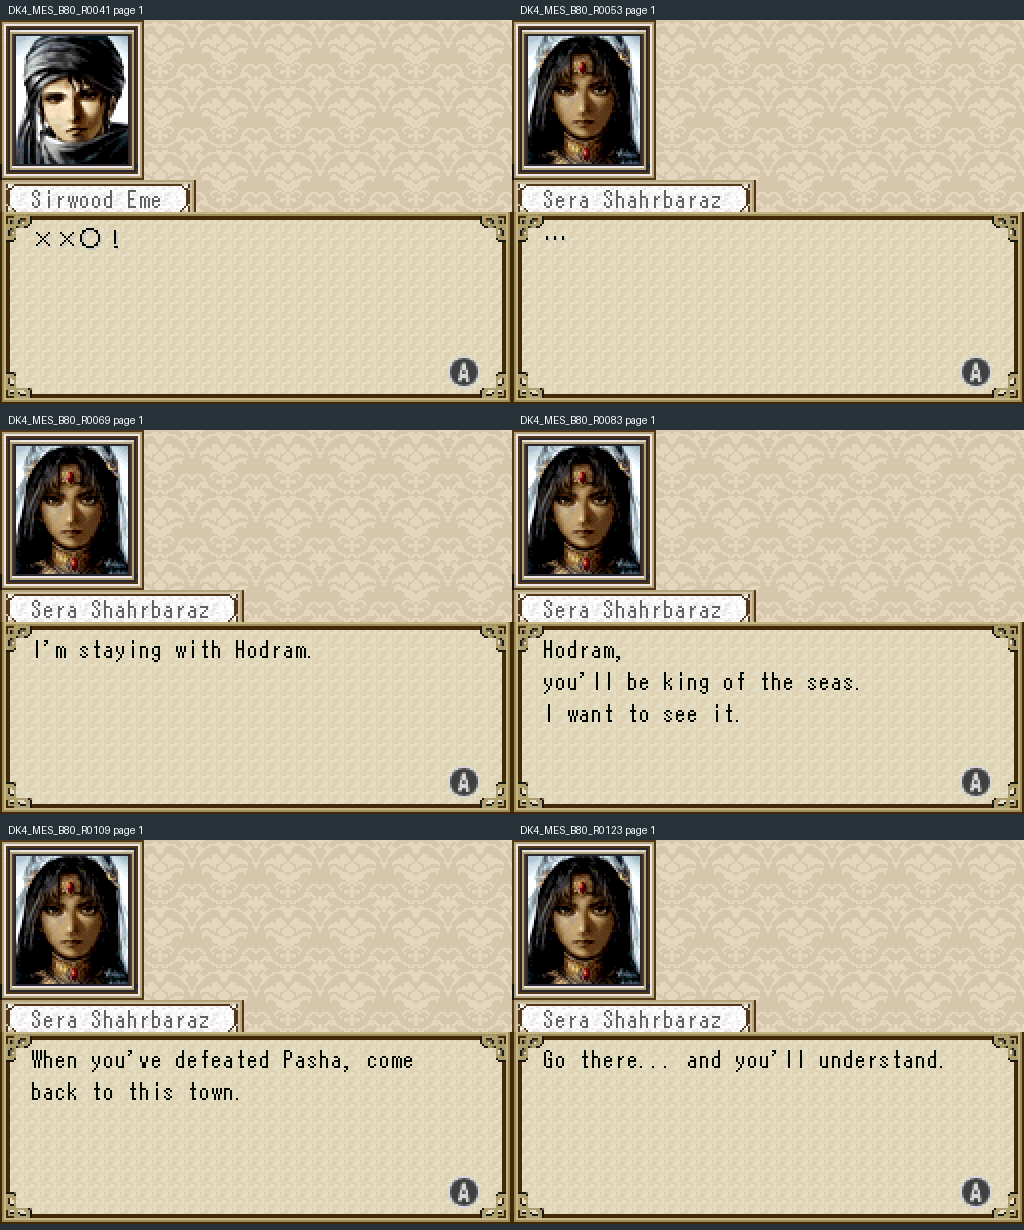 DK4_MES_B80_R0041 page 1
Sirwood Eme
××○!
A
DK4_MES_B80_R0053 page 1
Sera Shahrbaraz
…
A
DK4_MES_B80_R0069 page 1
Sera Shahrbaraz
I'm staying with Hodram.
A
DK4_MES_B80_R0083 page 1
Sera Shahrbaraz
Hodram,
you'll be king of the seas.
I want to see it.
A
DK4_MES_B80_R0109 page 1
Sera Shahrbaraz
When you've defeated Pasha, come
back to this town.
A
DK4_MES_B80_R0123 page 1
Sera Shahrbaraz
Go there... and you'll understand.
A